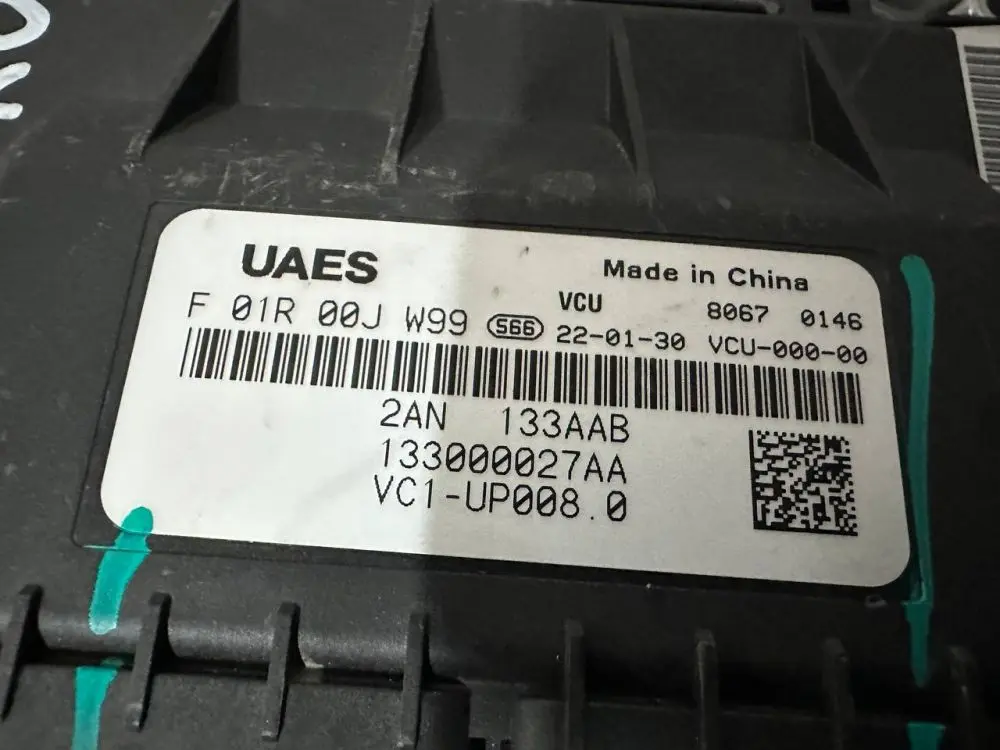 UAES
Made in China
F 01R 00J W99 566 VCU 8067 0146
22-01-30 VCU-000-00
2AN 133AAB
133000027AA
VC1-UP008.0